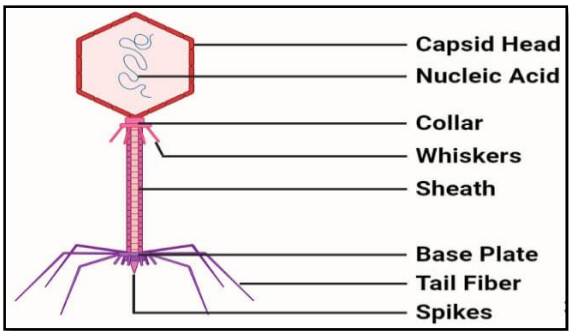 Capsid Head
Nucleic Acid
Collar
Whiskers
Sheath
Base Plate
Tail Fiber
Spikes